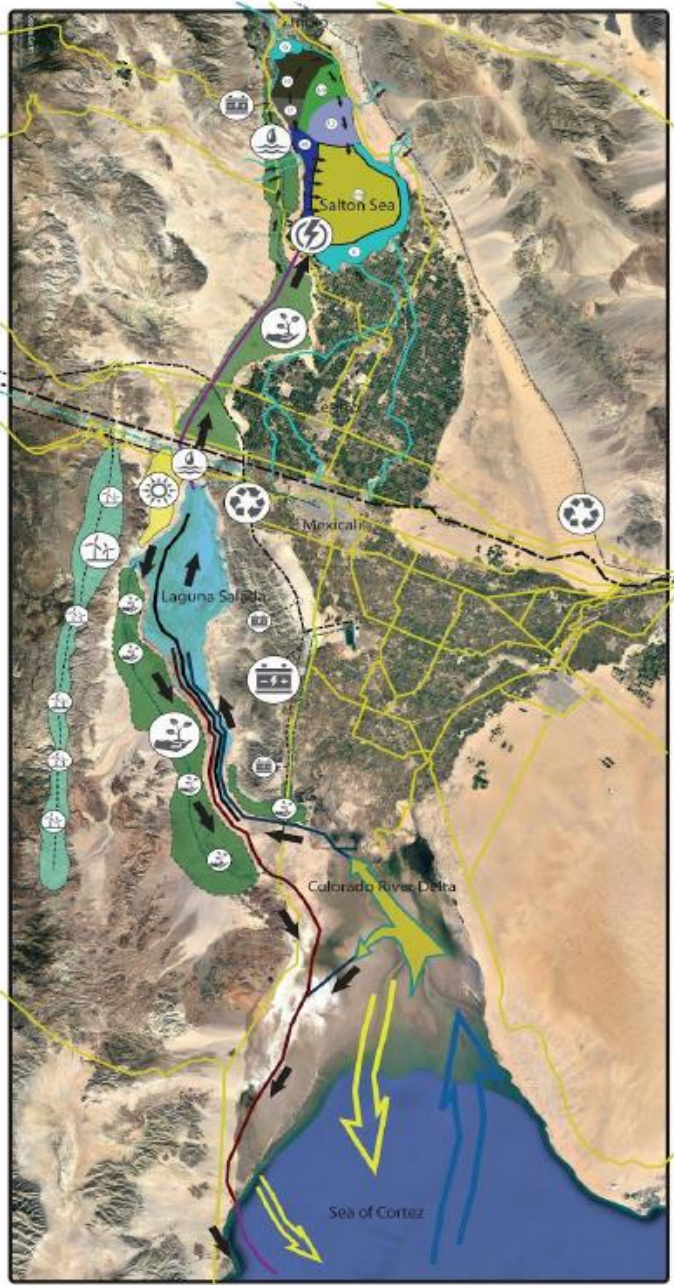 Salton Sea
Mexicali
Laguna Salada
Colorado River Delta
Sea of Cortez